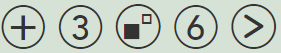 + 3 ■□ 6 >